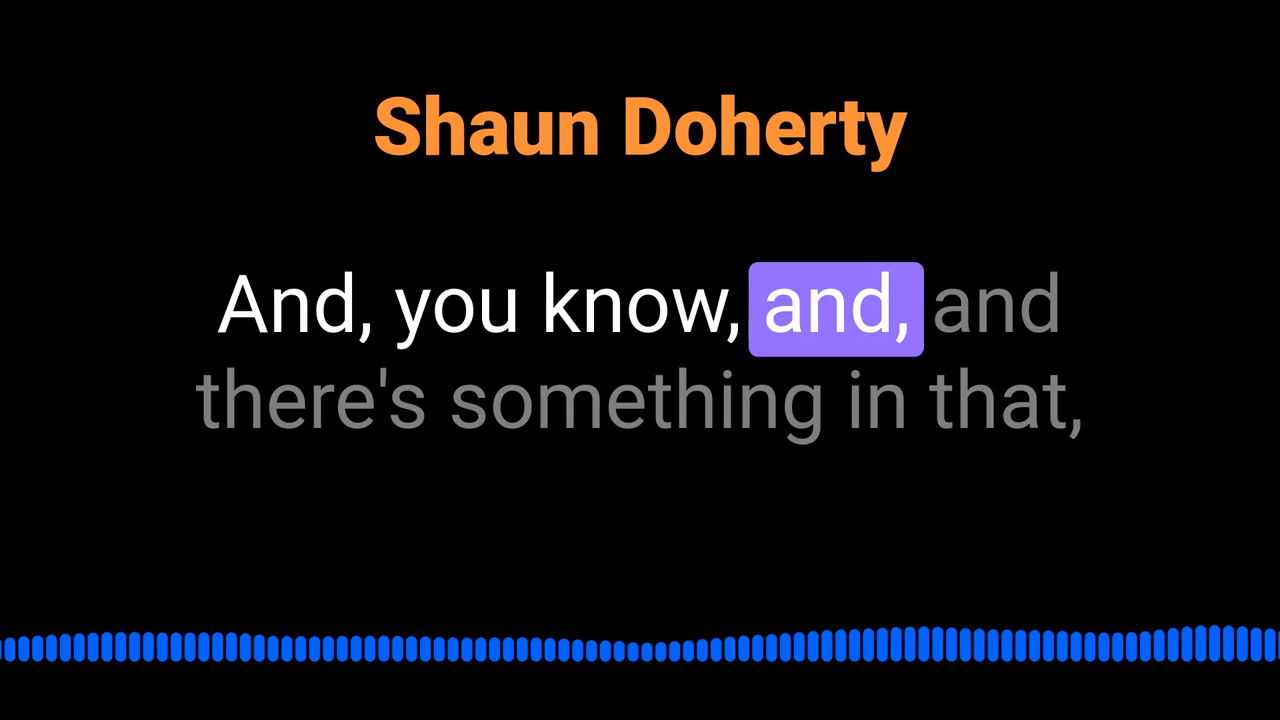 Shaun Doherty
And, you know, and, and
there's something in that,